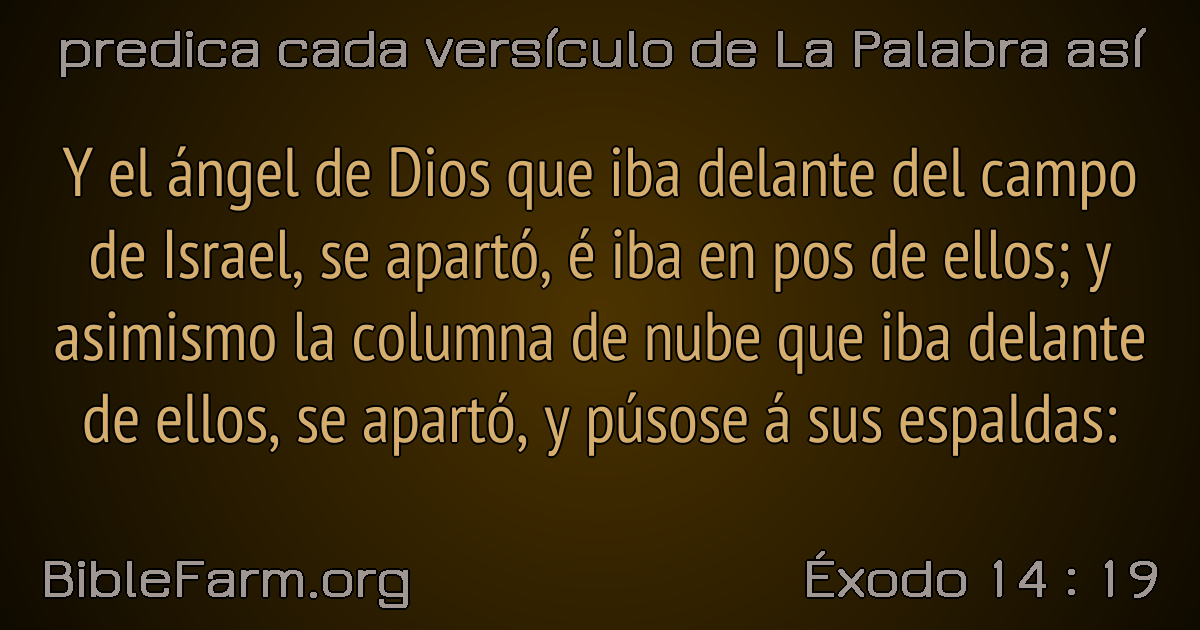 predica cada versículo de La Palabra así
Y el ángel de Dios que iba delante del campo
de Israel, se apartó, é iba en pos de ellos; y
asimismo la columna de nube que iba delante
de ellos, se apartó, y púsose á sus espaldas:
BibleFarm.org
Éxodo 14 : 19